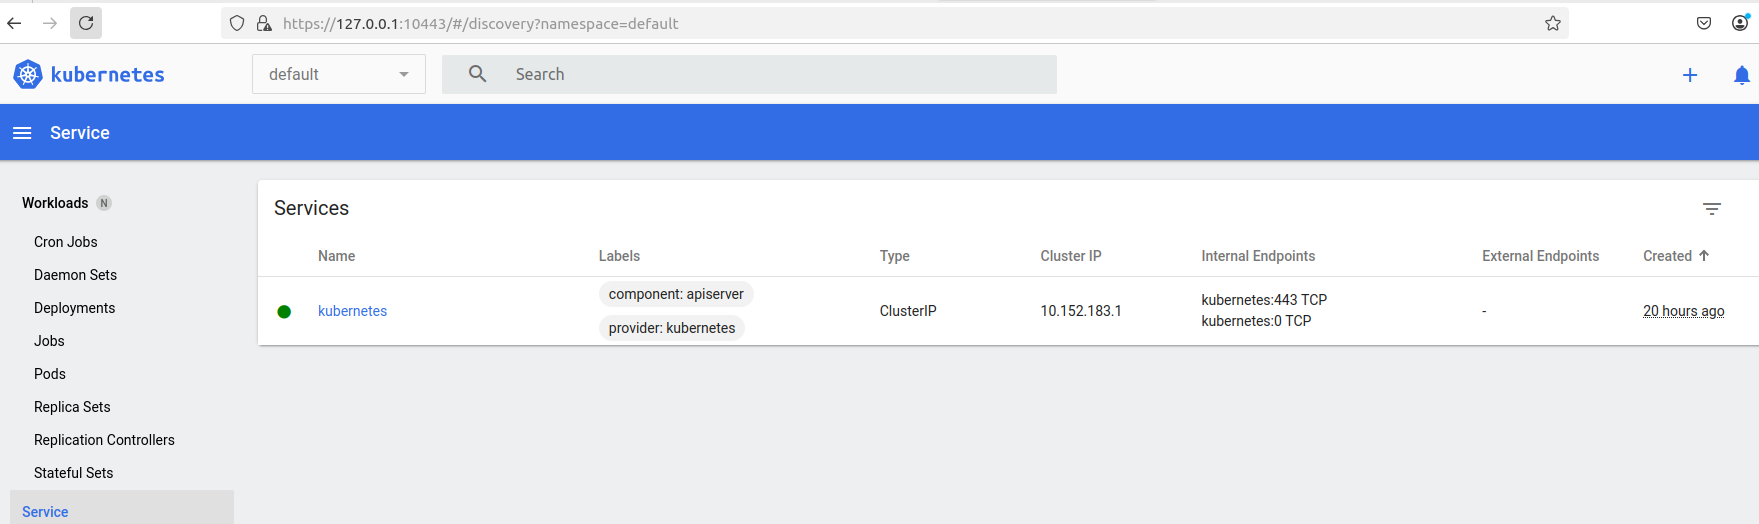 https://127.0.0.1:10443/#/discovery?namespace=default
kubernetes
default
Search
Service
Workloads N
Cron Jobs
Daemon Sets
Deployments
Jobs
Pods
Replica Sets
Replication Controllers
Stateful Sets
Service
Services
Name Labels Type Cluster IP Internal Endpoints External Endpoints Created
kubernetes
component: apiserver
provider: kubernetes
ClusterIP
10.152.183.1
kubernetes:443 TCP
kubernetes:0 TCP
-
20 hours ago